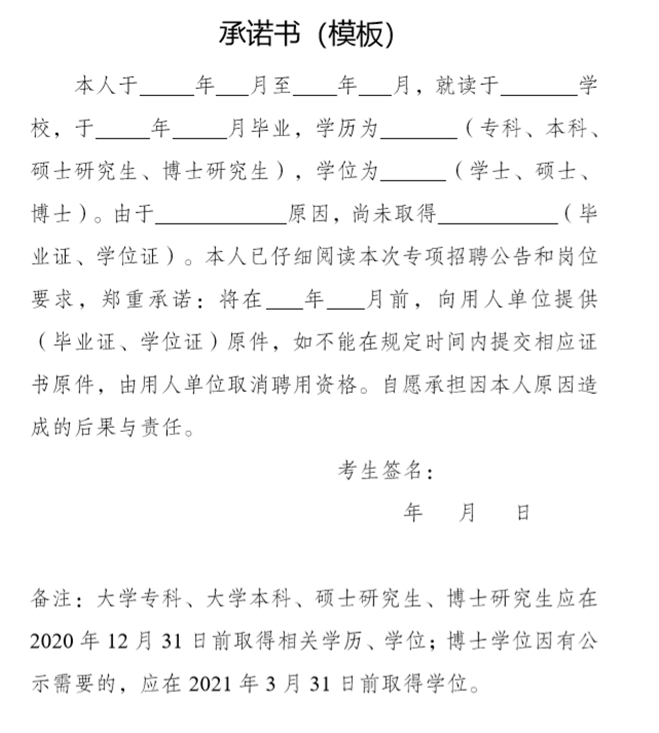 承诺书（模板）
本人于_____年___月至____年___月，就读于_______学
校，于_____年_____月毕业，学历为_______（专科、本科、
硕士研究生、博士研究生），学位为______（学士、硕士、
博士）。由于____________原因，尚未取得___________（毕
业证、学位证）。本人已仔细阅读本次专项招聘公告和岗位
要求，郑重承诺：将在___年___月前，向用人单位提供
（毕业证、学位证）原件，如不能在规定时间内提交相应证
书原件，由用人单位取消聘用资格。自愿承担因本人原因造
成的后果与责任。
考生签名：
年 月 日
备注：大学专科、大学本科、硕士研究生、博士研究生应在
2020 年 12 月 31 日前取得相关学历、学位；博士学位因有公
示需要的，应在 2021 年 3 月 31 日前取得学位。